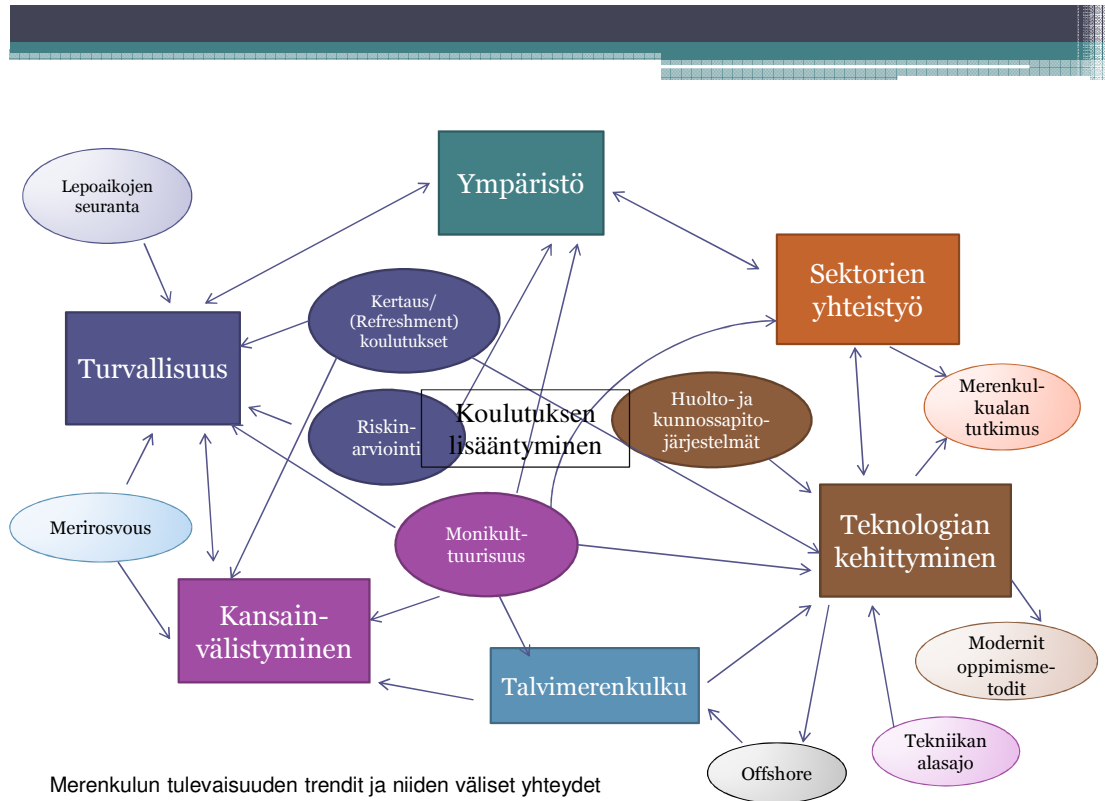 Ympäristö
Lepoaikojen
seuranta
Sektorien
yhteistyö
Kertaus/
(Refreshment)
koulutukset
Turvallisuus
Merenkul-
kualan
tutkimus
Huolto- ja
kunnossapito-
järjestelmät
Koulutuksen
lisääntyminen
Riskin-
arviointi
Merirosvous
Monikult-
tuurisuus
Teknologian
kehittyminen
Kansain-
välistyminen
Talvimerenkulku
Modernit
oppimisme-
todit
Tekniikan
alasajo
Offshore
Merenkulun tulevaisuuden trendit ja niiden väliset yhteydet